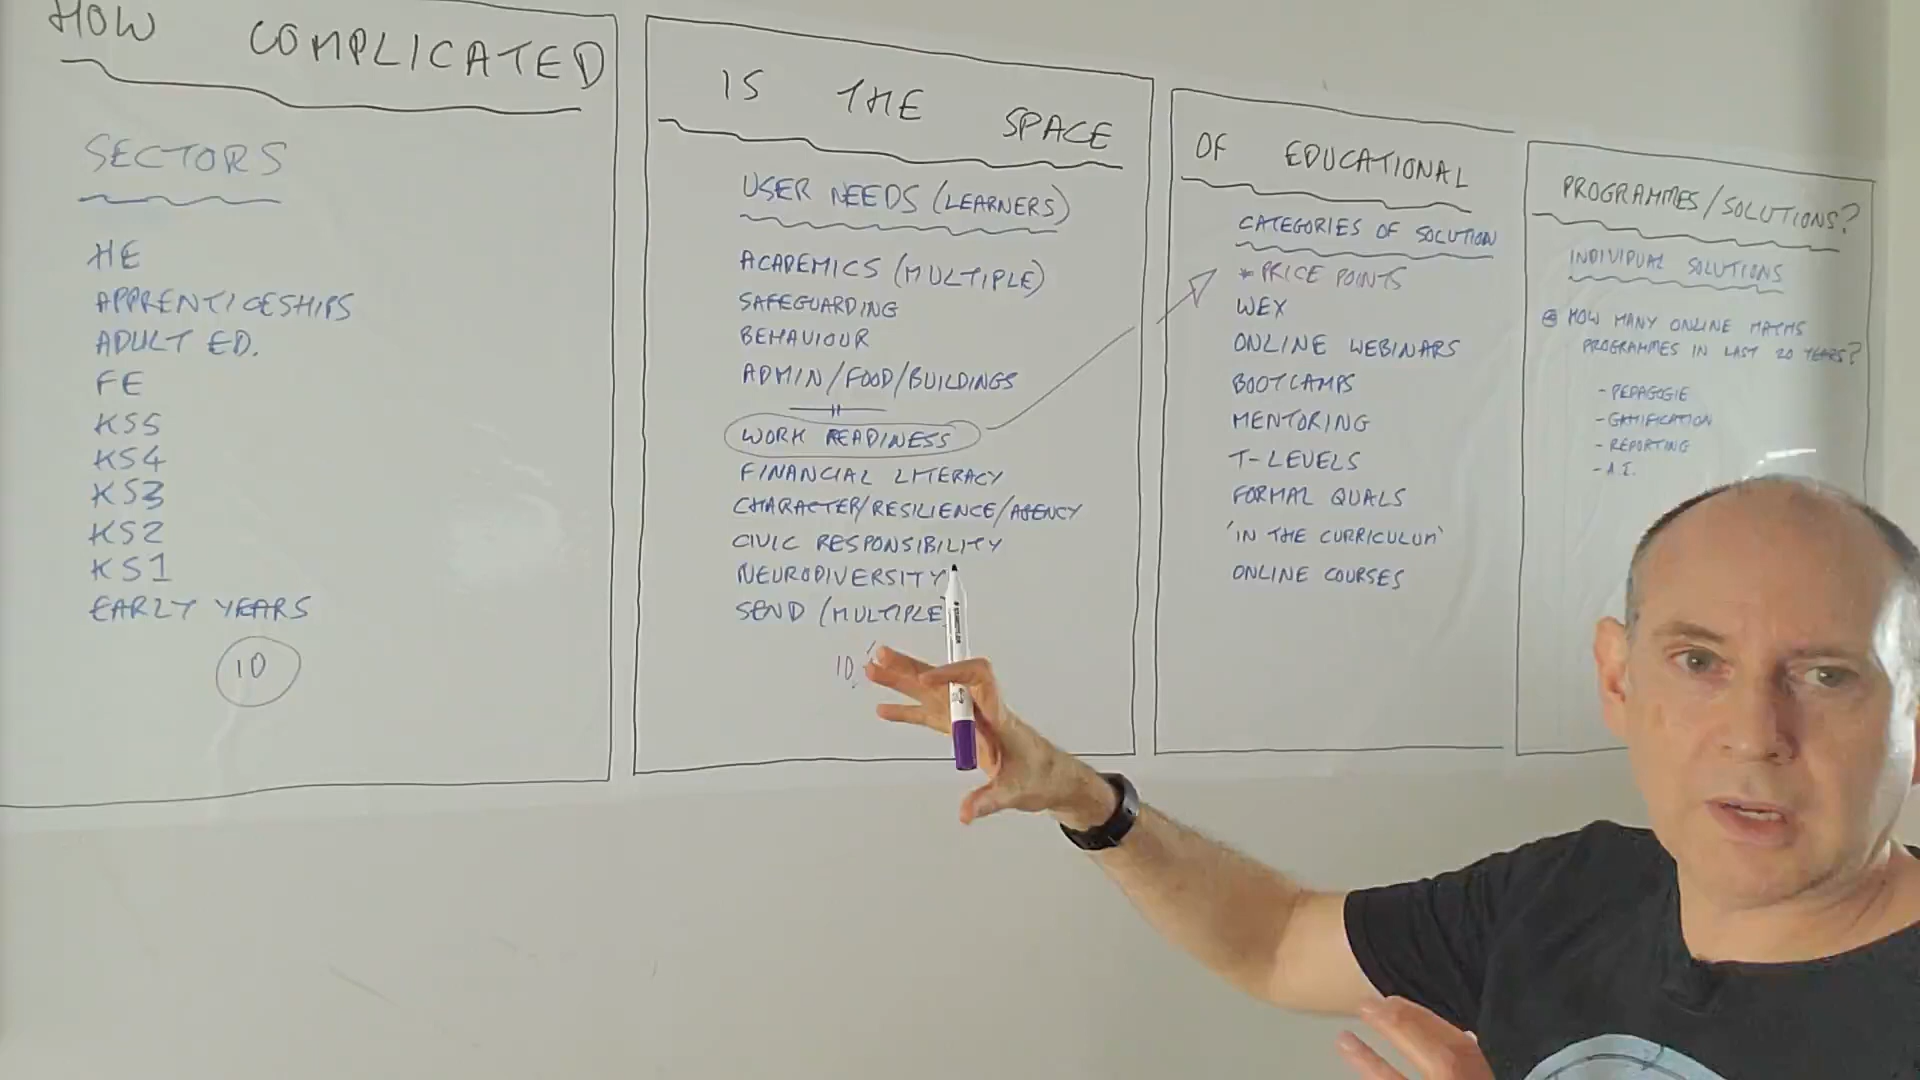 HOW COMPLICATED
SECTORS
HE
APPRENTICESHIPS
ADULT ED.
FE
KS5
KS4
KS3
KS2
KS1
EARLY YEARS
10
IS THE SPACE
USER NEEDS (LEARNERS)
ACADEMICS (MULTIPLE)
SAFEGUARDING
BEHAVIOUR
ADMIN/FOOD/BUILDINGS
WORK READINESS
FINANCIAL LITERACY
CHARACTER/RESILIENCE/AGENCY
CIVIC RESPONSIBILITY
NEURODIVERSITY
SEND (MULTIPLE
10
OF EDUCATIONAL
CATEGORIES OF SOLUTION
* PRICE POINTS
WEX
ONLINE WEBINARS
BOOTCAMPS
MENTORING
T-LEVELS
FORMAL QUALS
'IN THE CURRICULUM'
ONLINE COURSES
PROGRAMMES/SOLUTIONS?
INDIVIDUAL SOLUTIONS
HOW MANY ONLINE MATHS
PROGRAMMES IN LAST 20 YEARS?
- PEDAGOGIE
- GAMIFICATION
- REPORTING
- A.I.